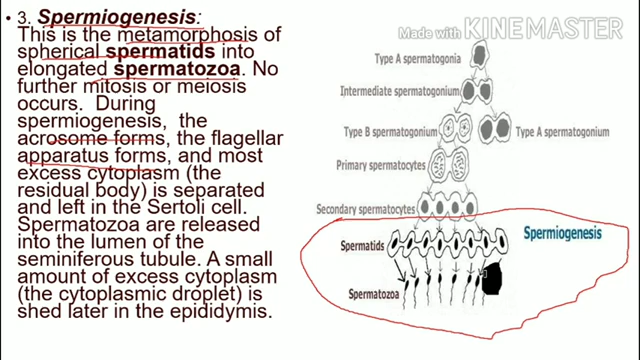 • 3. Spermiogenesis:
This is the metamorphosis of
spherical spermatids into
elongated spermatozoa. No
further mitosis or meiosis
occurs. During
spermiogenesis, the
acrosome forms, the flagellar
apparatus forms, and most
excess cytoplasm (the
residual body) is separated
and left in the Sertoli cell.
Spermatozoa are released
into the lumen of the
seminiferous tubule. A small
amount of excess cytoplasm
(the cytoplasmic droplet) is
shed later in the epididymis.
Made with KINEMASTER
Type A spermatogonia
Intermediate spermatogonium
Type B spermatogonium
Type A spermatogonium
Primary spermatocytes
Secondary spermatocytes
Spermiogenesis
Spermatids
Spermatozoa